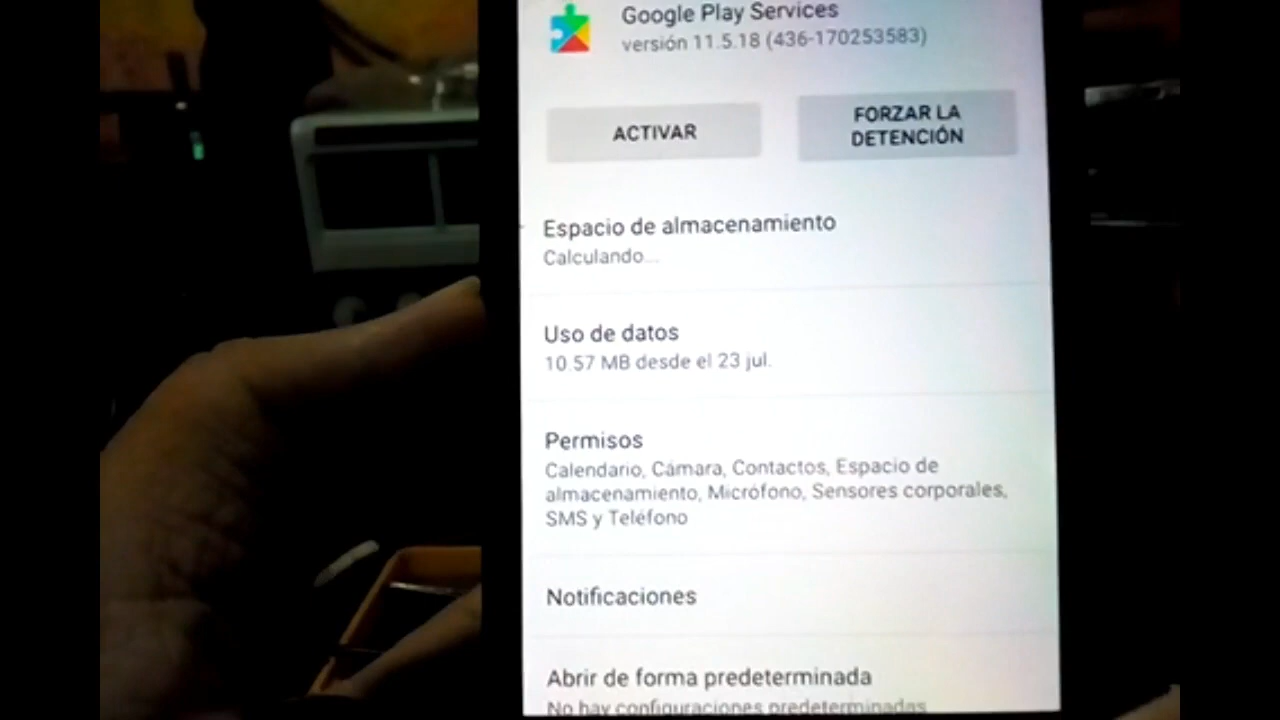 Google Play Services
versión 11.5.18 (436-170253583)
ACTIVAR
FORZAR LA
DETENCIÓN
Espacio de almacenamiento
Calculando...
Uso de datos
10.57 MB desde el 23 jul.
Permisos
Calendario, Cámara, Contactos, Espacio de
almacenamiento, Micrófono, Sensores corporales,
SMS y Teléfono
Notificaciones
Abrir de forma predeterminada
No hay configuraciones predeterminadas